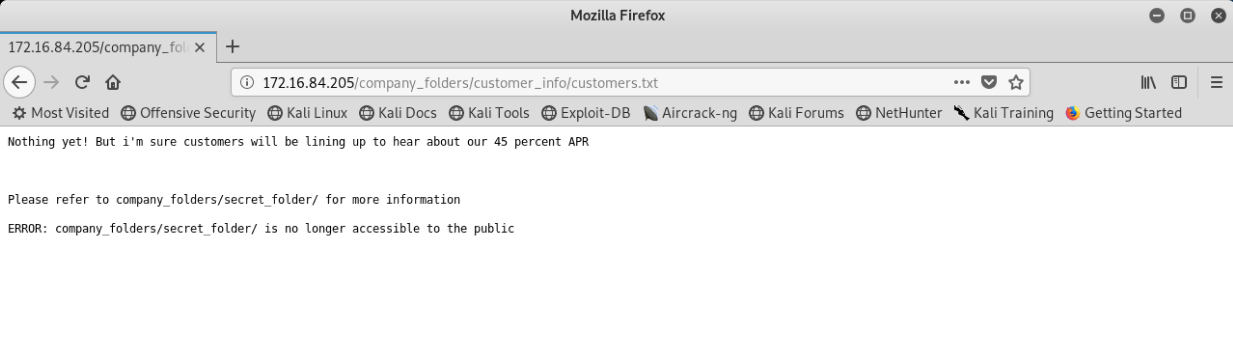 Mozilla Firefox
172.16.84.205/company_fol
172.16.84.205/company_folders/customer_info/customers.txt
Most Visited Offensive Security Kali Linux Kali Docs Kali Tools Exploit-DB Aircrack-ng Kali Forums NetHunter Kali Training Getting Started
Nothing yet! But i'm sure customers will be lining up to hear about our 45 percent APR
Please refer to company_folders/secret_folder/ for more information
ERROR: company_folders/secret_folder/ is no longer accessible to the public